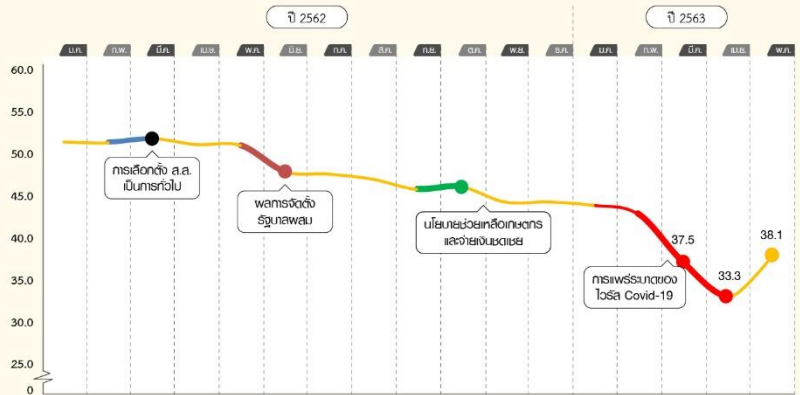 ปี 2562
ปี 2563
ม.ค. ก.พ. มี.ค. เม.ย. พ.ค. มิ.ย. ก.ค. ส.ค. ก.ย. ต.ค. พ.ย. ธ.ค. ม.ค. ก.พ. มี.ค. เม.ย. พ.ค.
60.0
55.0
50.0
45.0
40.0
35.0
30.0
25.0
0
การเลือกตั้ง ส.ส.
เป็นการทั่วไป
ผลการจัดตั้ง
รัฐบาลผสม
นโยบายช่วยเหลือเกษตกร
และจ่ายเงินชดเชย
การแพร่ระบาดของ
ไวรัส Covid-19
37.5
33.3
38.1